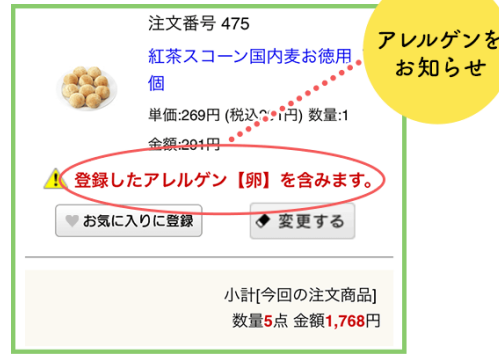 注文番号 475
アレルゲンを
お知らせ
紅茶スコーン国内麦お徳用
個
単価:269円 (税込 円) 数量:1
金額:291円
登録したアレルゲン【卵】を含みます。
お気に入りに登録
変更する
小計[今回の注文商品]
数量5点 金額1,768円